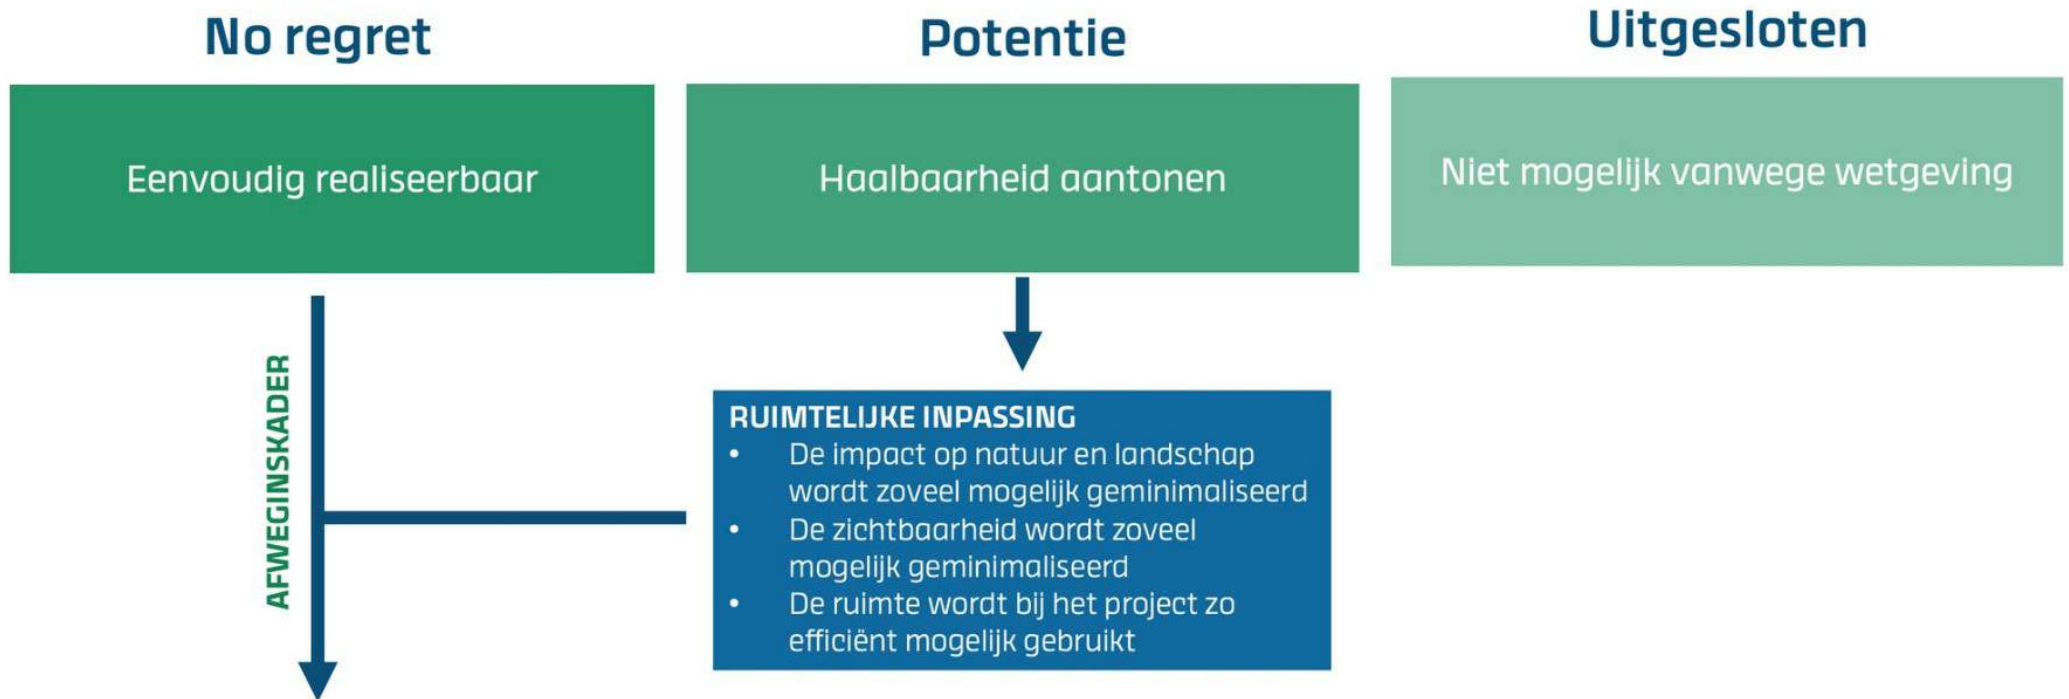 No regret
Potentie
Uitgesloten
Eenvoudig realiseerbaar
Haalbaarheid aantonen
Niet mogelijk vanwege wetgeving
AFWEGINSKADER
RUIMTELIJKE INPASSING
• De impact op natuur en landschap
wordt zoveel mogelijk geminimaliseerd
• De zichtbaarheid wordt zoveel
mogelijk geminimaliseerd
• De ruimte wordt bij het project zo
efficiënt mogelijk gebruikt